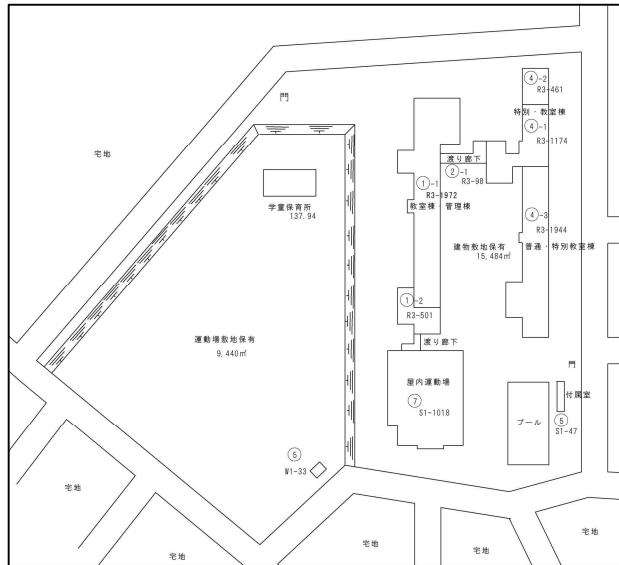 ④-2
R3-461
門
特別・教室棟
④-1
R3-1174
宅地
渡り廊下
②-1
R3-98
①-1
R3-1972
教室棟・管理棟
学童保育所
137.94
④-3
R3-1944
建物敷地保有
15,484㎡
普通・特別教室棟
①-2
R3-501
運動場敷地保有
9,440㎡
渡り廊下
門
屋内運動場
⑦
S1-1018
プール
付属室
⑤
S1-47
⑤
W1-33
宅地
宅地
宅地
宅地
宅地